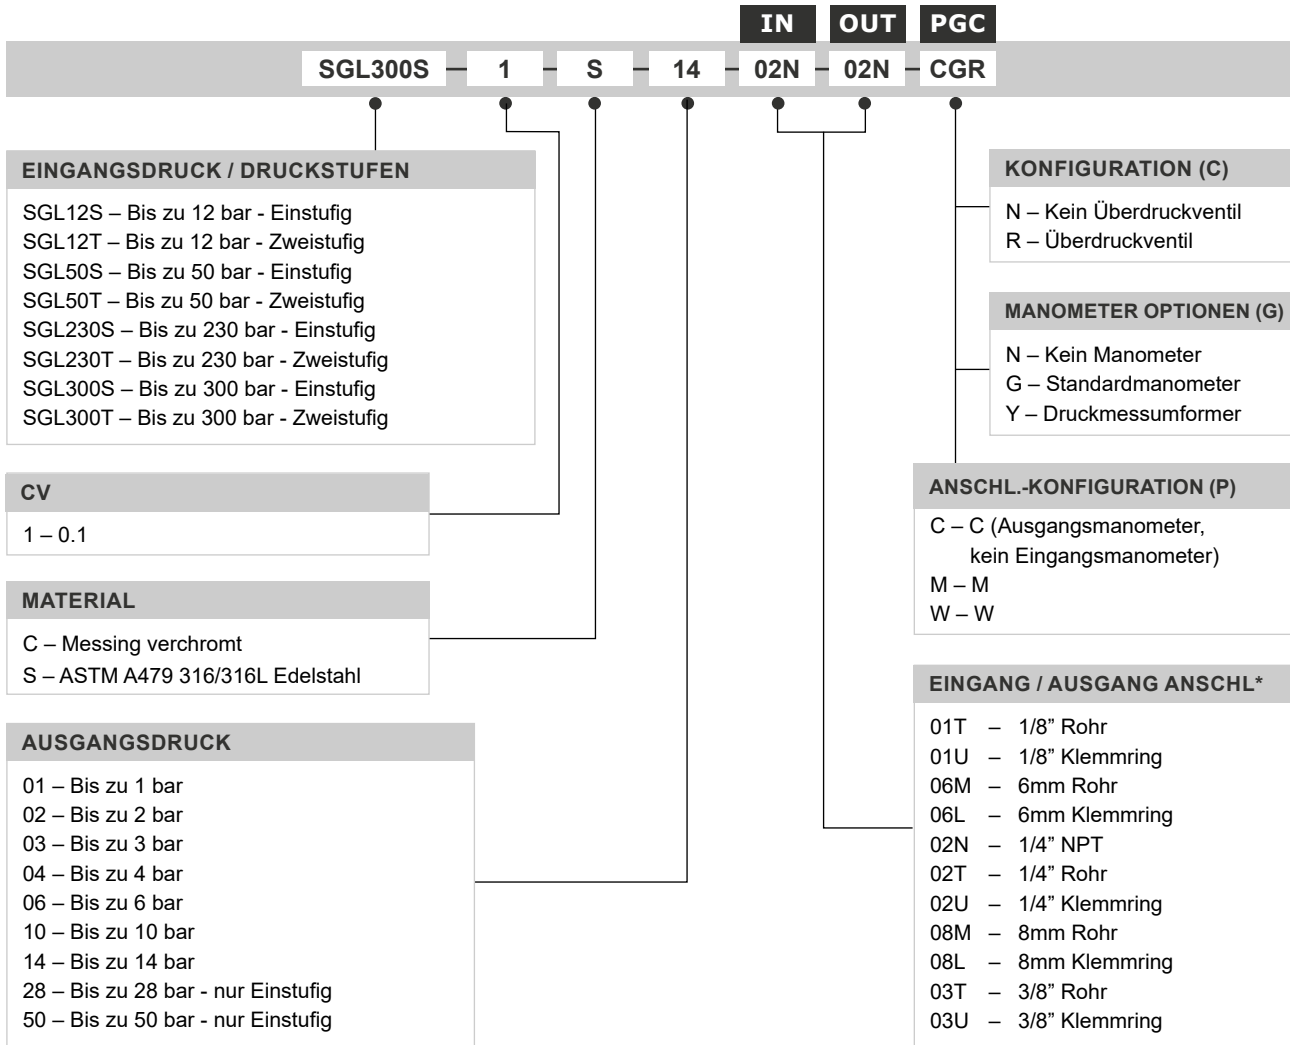 IN OUT PGC
SGL300S 1 S 14 02N 02N CGR
EINGANGSDRUCK / DRUCKSTUFEN
SGL12S – Bis zu 12 bar - Einstufig
SGL12T – Bis zu 12 bar - Zweistufig
SGL50S – Bis zu 50 bar - Einstufig
SGL50T – Bis zu 50 bar - Zweistufig
SGL230S – Bis zu 230 bar - Einstufig
SGL230T – Bis zu 230 bar - Zweistufig
SGL300S – Bis zu 300 bar - Einstufig
SGL300T – Bis zu 300 bar - Zweistufig
CV
1 – 0.1
MATERIAL
C – Messing verchromt
S – ASTM A479 316/316L Edelstahl
AUSGANGSDRUCK
01 – Bis zu 1 bar
02 – Bis zu 2 bar
03 – Bis zu 3 bar
04 – Bis zu 4 bar
06 – Bis zu 6 bar
10 – Bis zu 10 bar
14 – Bis zu 14 bar
28 – Bis zu 28 bar - nur Einstufig
50 – Bis zu 50 bar - nur Einstufig
KONFIGURATION (C)
N – Kein Überdruckventil
R – Überdruckventil
MANOMETER OPTIONEN (G)
N – Kein Manometer
G – Standardmanometer
Y – Druckmessumformer
ANSCHL.-KONFIGURATION (P)
C – C (Ausgangsmanometer,
kein Eingangsmanometer)
M – M
W – W
EINGANG / AUSGANG ANSCHL*
01T – 1/8” Rohr
01U – 1/8” Klemmring
06M – 6mm Rohr
06L – 6mm Klemmring
02N – 1/4” NPT
02T – 1/4” Rohr
02U – 1/4” Klemmring
08M – 8mm Rohr
08L – 8mm Klemmring
03T – 3/8” Rohr
03U – 3/8” Klemmring